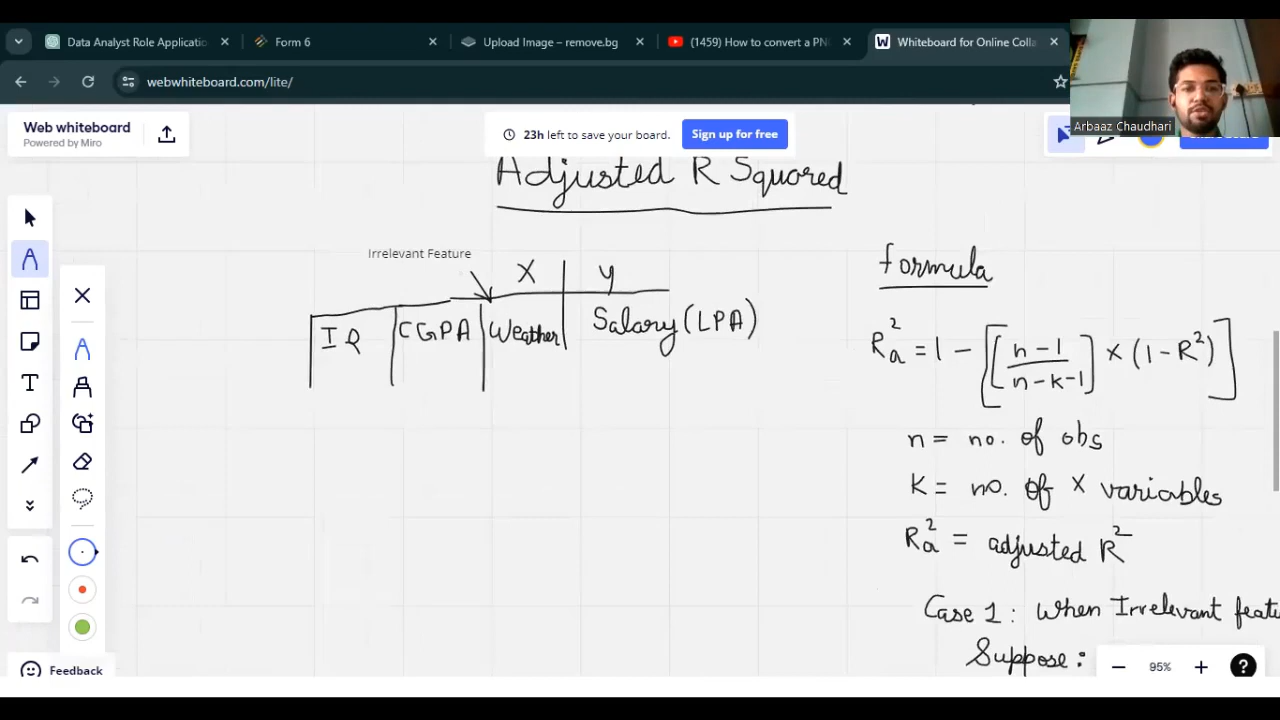 Data Analyst Role Applicatio
Form 6
Upload Image – remove.bg
(1459) How to convert a PN
Whiteboard for Online Colla
webwhiteboard.com/lite/
Arbaaz Chaudhari
Web whiteboard
Powered by Miro
23h left to save your board.
Sign up for free
Adjusted R Squared
Irrelevant Feature
X y
IQ CGPA Weather Salary (LPA)
formula
Ra² = 1 - [[n-1/n-k-1] × (1-R²)]
n = no. of obs
K = no. of X variables
Ra² = adjusted R²
Case 1: When Irrelevant featu
Suppose:
Feedback
95%